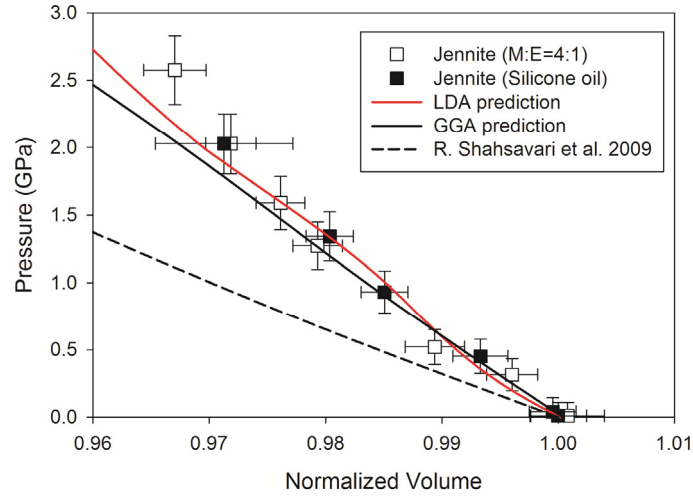 3.0
2.5
2.0
1.5
1.0
0.5
0.0
Pressure (GPa)
Jennite (M:E=4:1)
Jennite (Silicone oil)
LDA prediction
GGA prediction
R. Shahsavari et al. 2009
0.96 0.97 0.98 0.99 1.00 1.01
Normalized Volume